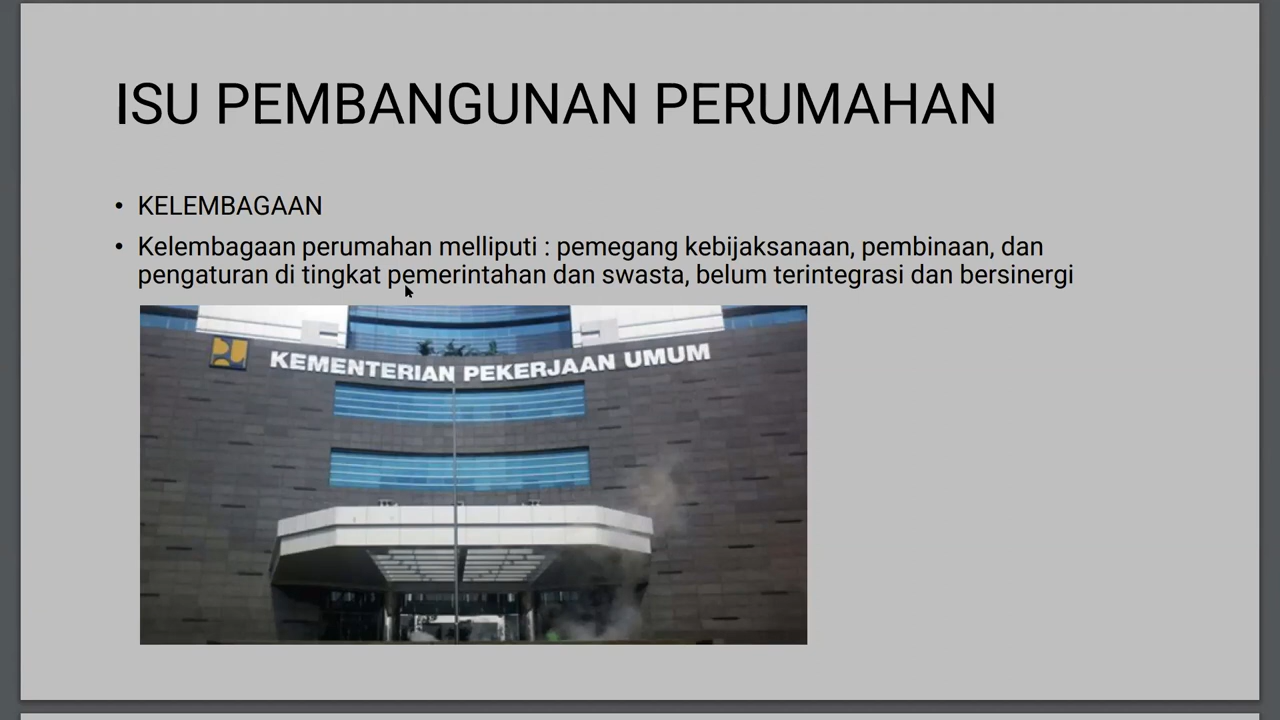 ISU PEMBANGUNAN PERUMAHAN
• KELEMBAGAAN
• Kelembagaan perumahan melliputi : pemegang kebijaksanaan, pembinaan, dan
pengaturan di tingkat pemerintahan dan swasta, belum terintegrasi dan bersinergi
KEMENTERIAN PEKERJAAN UMUM